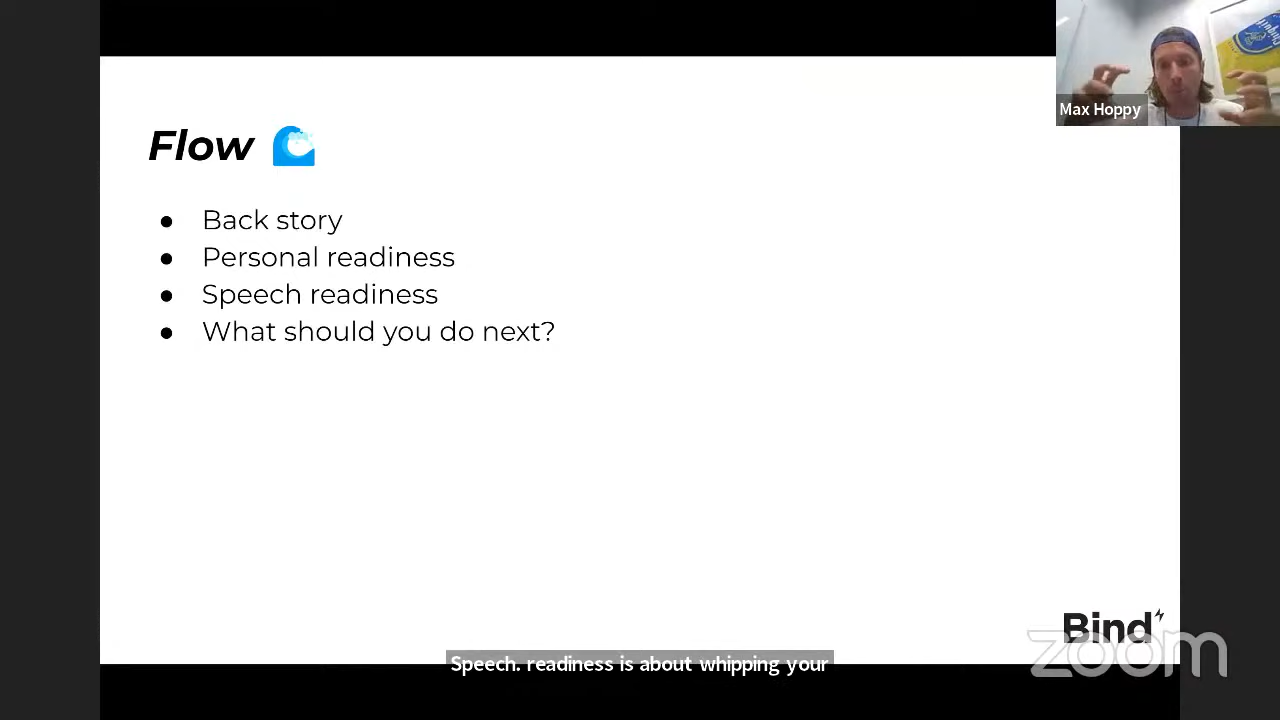 Max Hoppy
Flow
Back story
Personal readiness
Speech readiness
What should you do next?
Bind
zoom
Speech. readiness is about whipping your